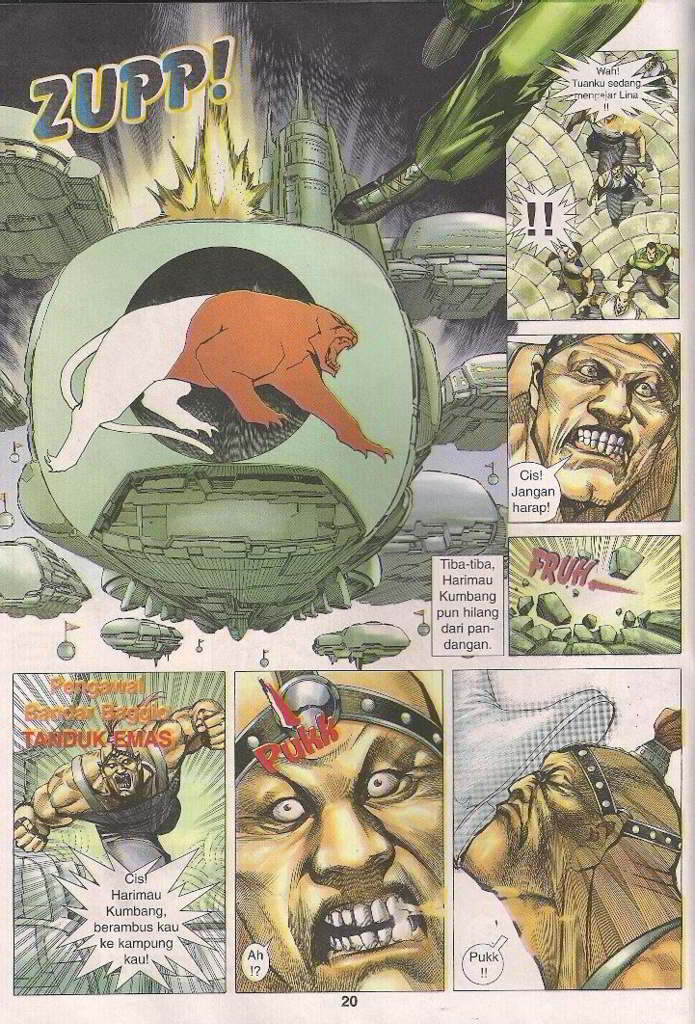 ZUPP!
Wah!
Tuanku sedang
mengejar Lina
!!
!!
Cis!
Jangan
harap!
FRUH
Tiba-tiba,
Harimau
Kumbang
pun hilang
dari pan-
dangan.
Pengawal
Bandar Baggio
TANDUK EMAS
Cis!
Harimau
Kumbang,
berambus kau
ke kampung
kau!
Pukk
Ah
!?
Pukk
!!
20